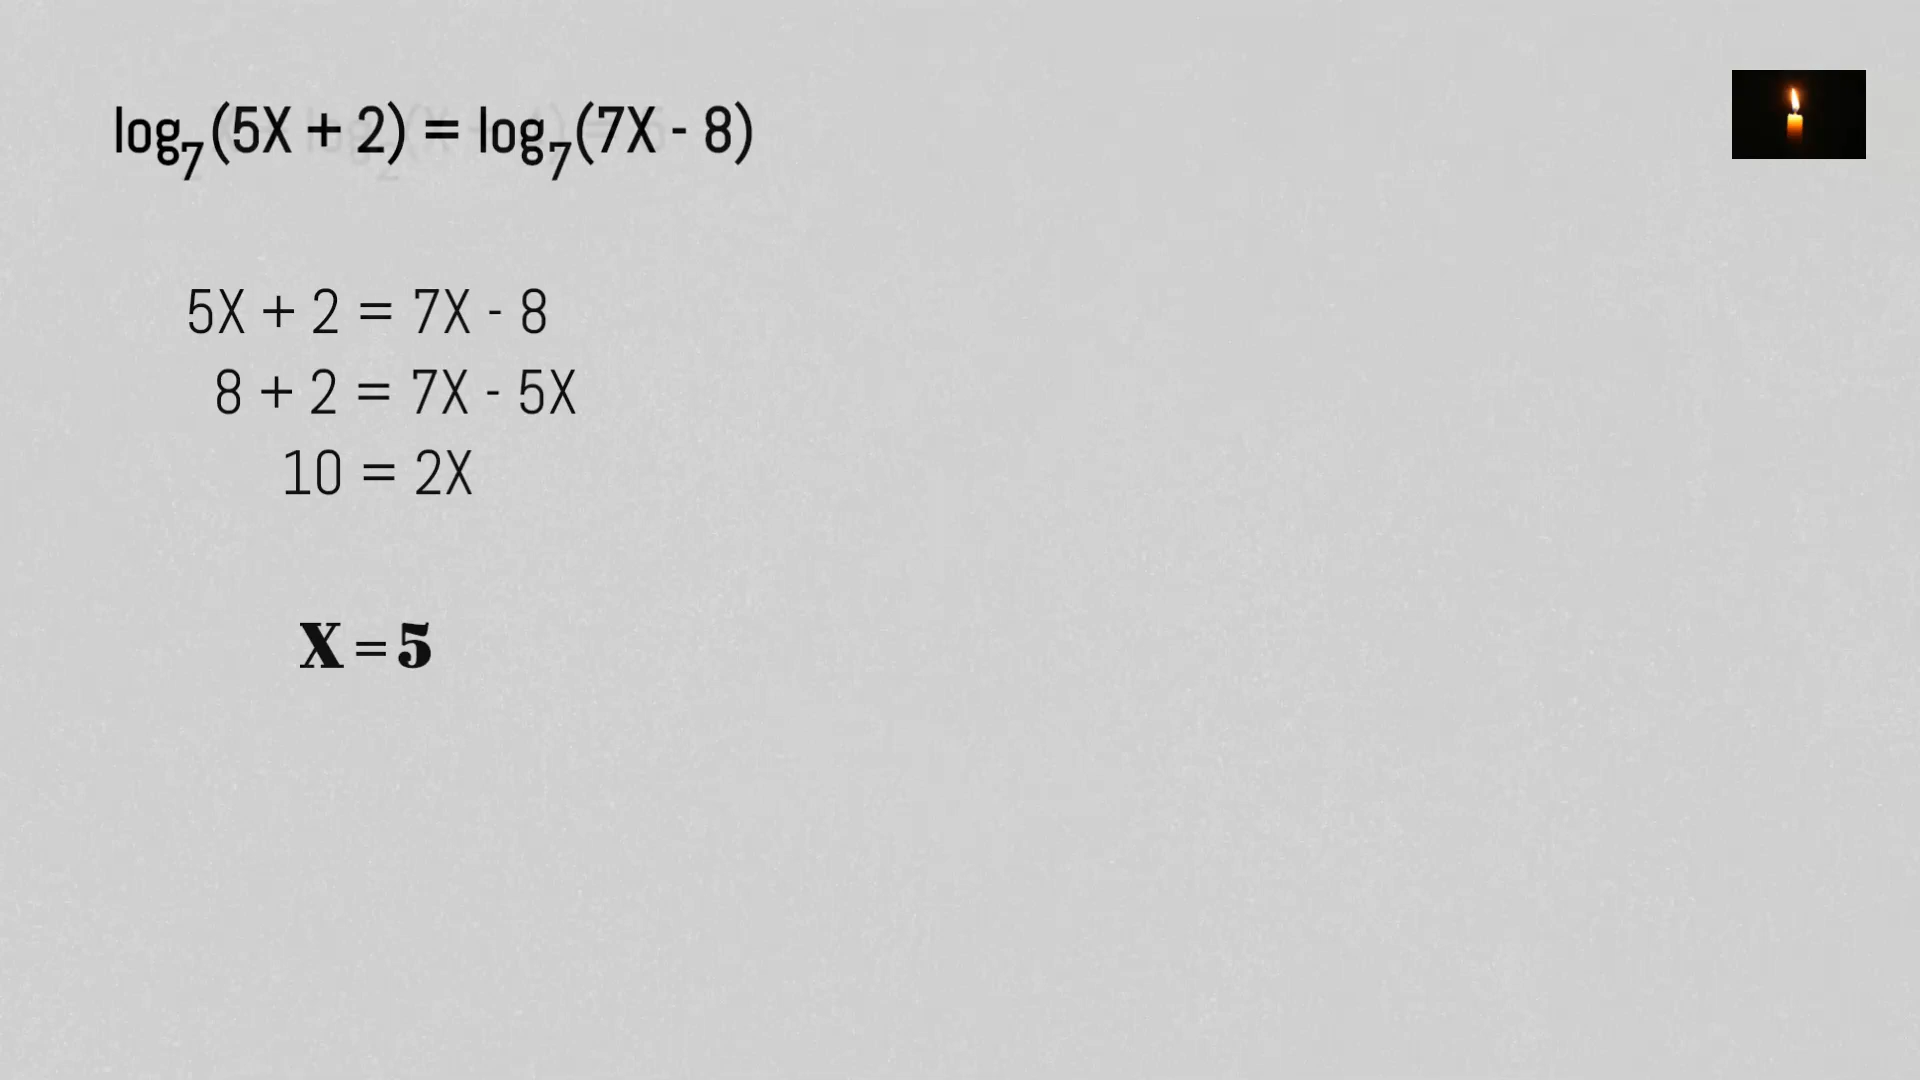 log₇(5X + 2) = log₇(7X - 8)
5X + 2 = 7X - 8
8 + 2 = 7X - 5X
10 = 2X
X = 5